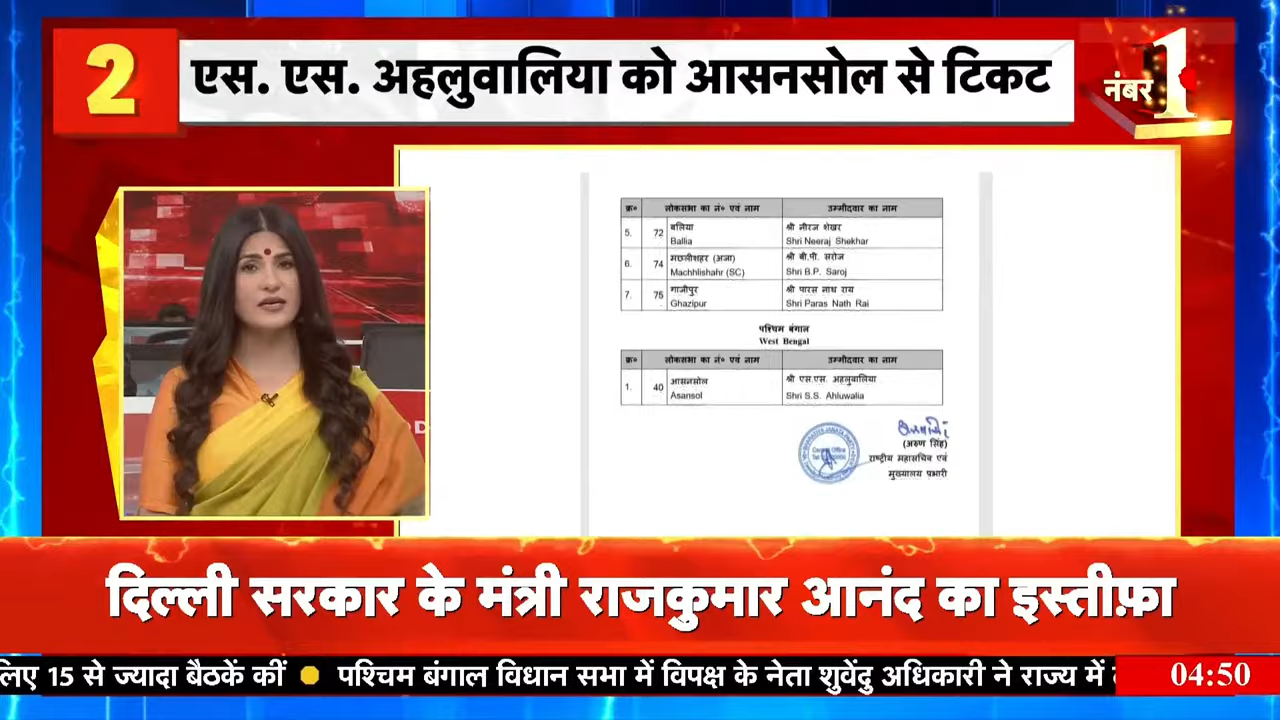 2
एस. एस. अहलुवालिया को आसनसोल से टिकट
नंबर 1
क्र० लोकसभा का नं० एवं नाम उम्मीदवार का नाम
5. 72 बलिया श्री नीरज शेखर
Ballia Shri Neeraj Shekhar
6. 74 मछलीशहर (अजा) श्री बी.पी. सरोज
Machhlishahr (SC) Shri B.P. Saroj
7. 75 गाजीपुर श्री पारस नाथ राय
Ghazipur Shri Paras Nath Rai
पश्चिम बंगाल
West Bengal
क्र० लोकसभा का नं० एवं नाम उम्मीदवार का नाम
1. 40 आसनसोल श्री एस.एस. अहलुवालिया
Asansol Shri S.S. Ahluwalia
(अरुण सिंह)
राष्ट्रीय महासचिव एवं
मुख्यालय प्रभारी
दिल्ली सरकार के मंत्री राजकुमार आनंद का इस्तीफ़ा
लिए 15 से ज्यादा बैठकें कीं पश्चिम बंगाल विधान सभा में विपक्ष के नेता शुवेंदु अधिकारी ने राज्य में
04:50